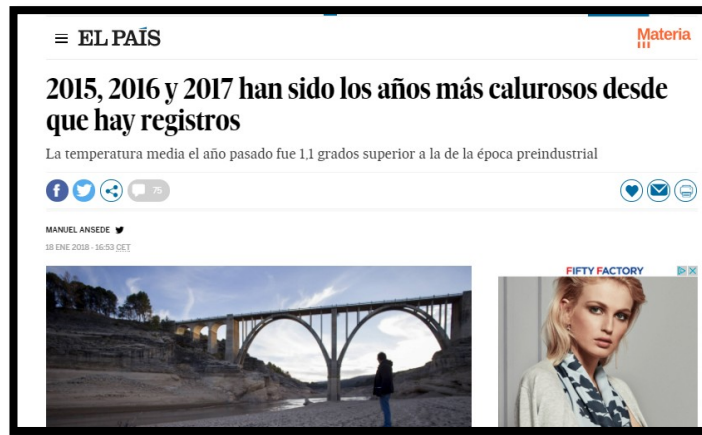 EL PAÍS
Materia
2015, 2016 y 2017 han sido los años más calurosos desde
que hay registros
La temperatura media el año pasado fue 1,1 grados superior a la de la época preindustrial
75
MANUEL ANSEDE
18 ENE 2018 - 16:53 CET
FIFTY FACTORY